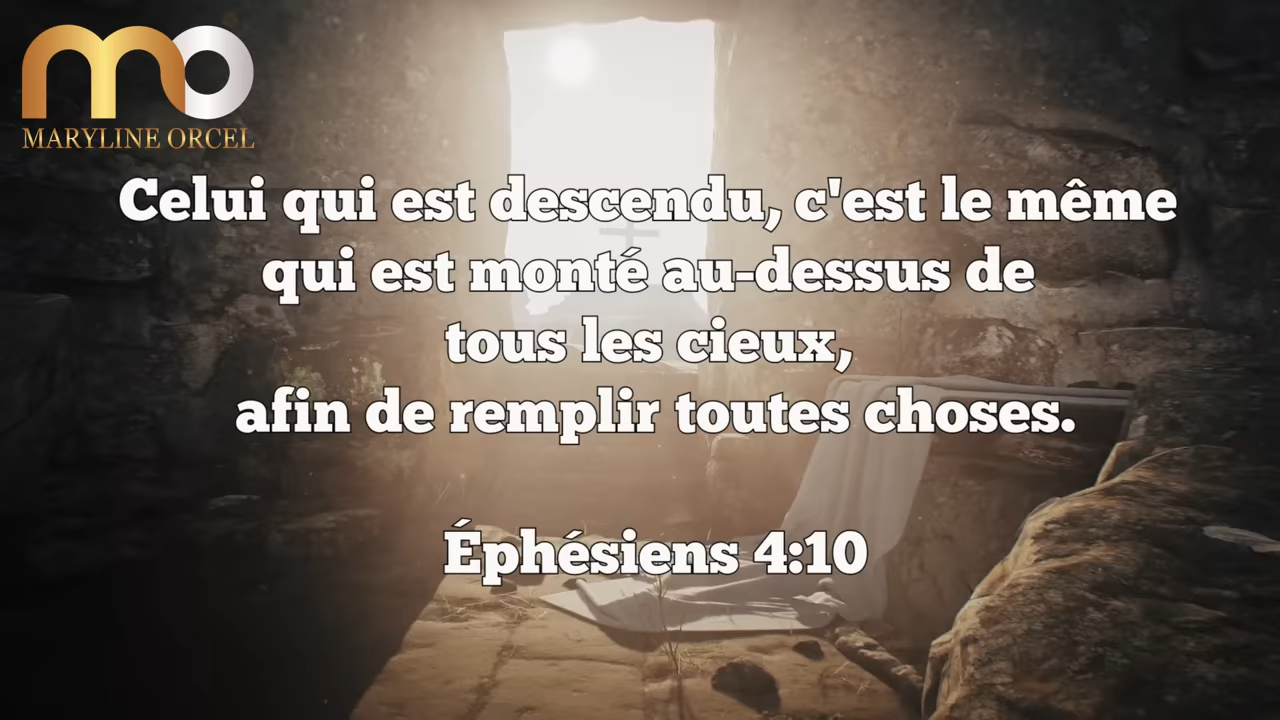 mo
MARYLINE ORCEL
Celui qui est descendu, c'est le même
qui est monté au-dessus de
tous les cieux,
afin de remplir toutes choses.
Éphésiens 4:10